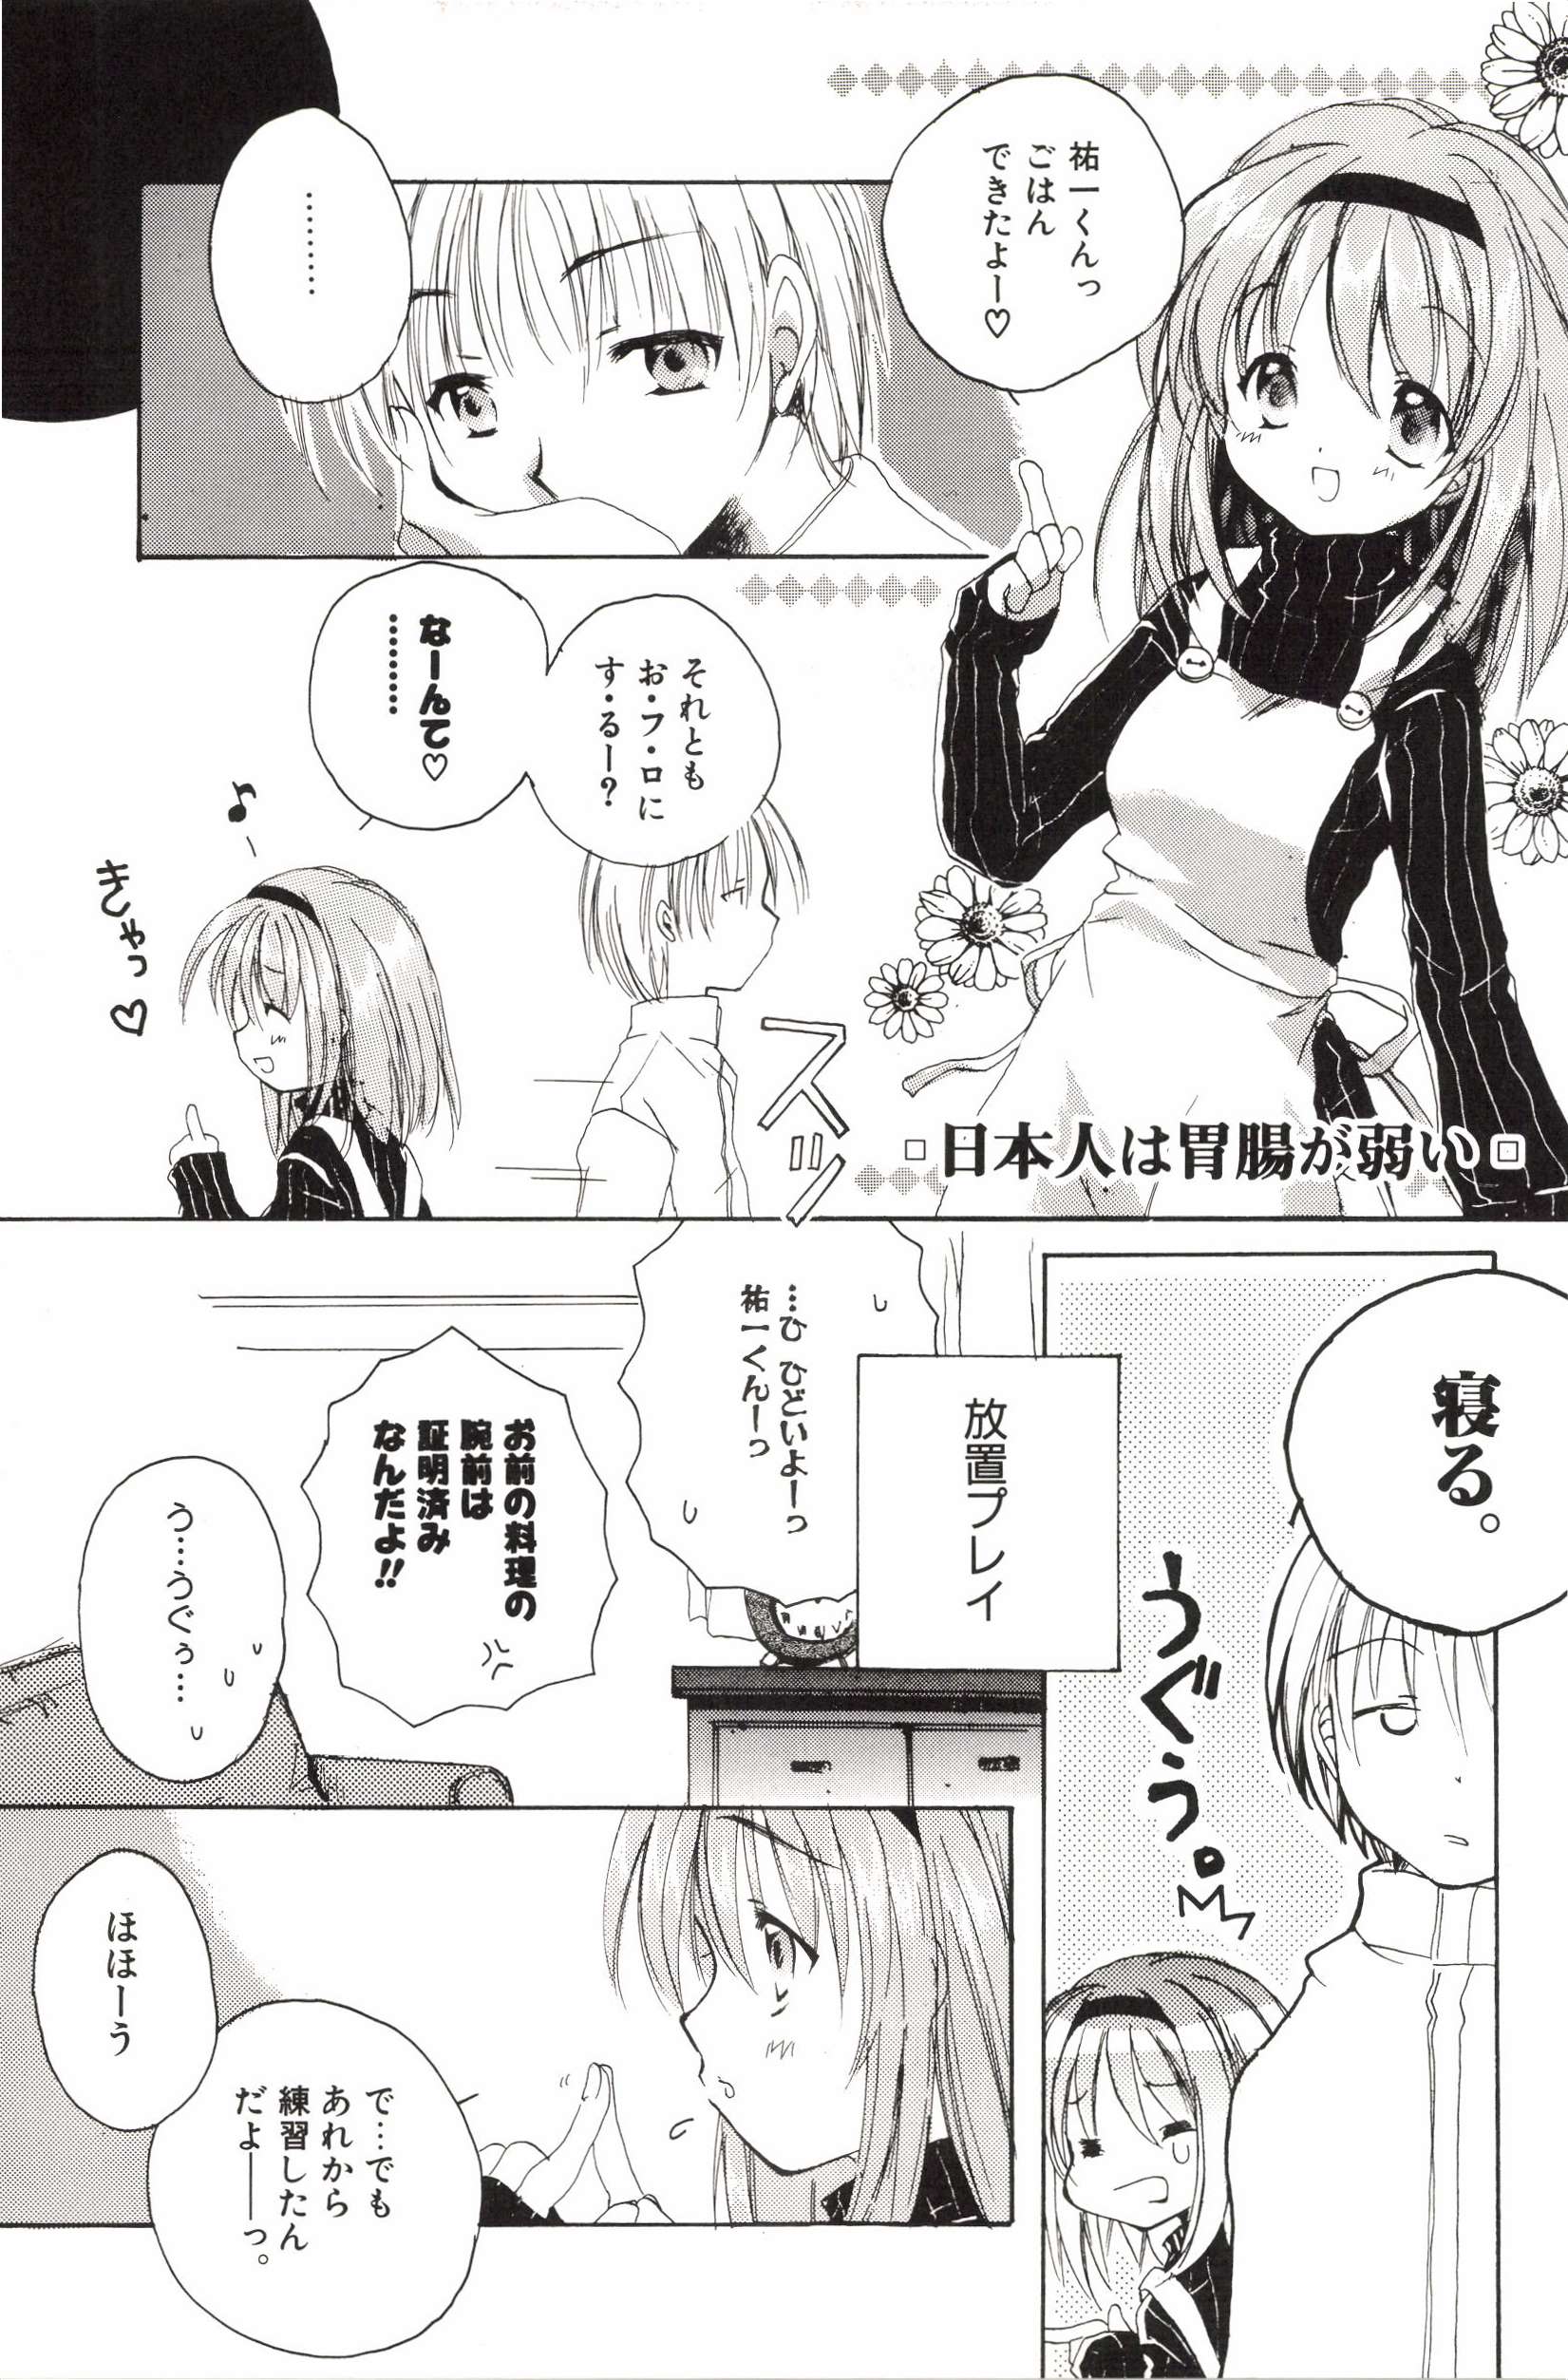 祐一くんっ
ごはん
できたよー♡
………
それとも
お・フ・ロに
す・るー？
なーんて♡
………
♪
きゃっ♡
スッ
日本人は胃腸が弱い
寝る。
うぐぅ。
放置プレイ
…ひ ひどいよーっ
祐一くんーっ
お前の料理の
腕前は
証明済み
なんだよ!!
う…うぐぅ…
で…でも
あれから
練習したん
だよ――っ。
ほほーう